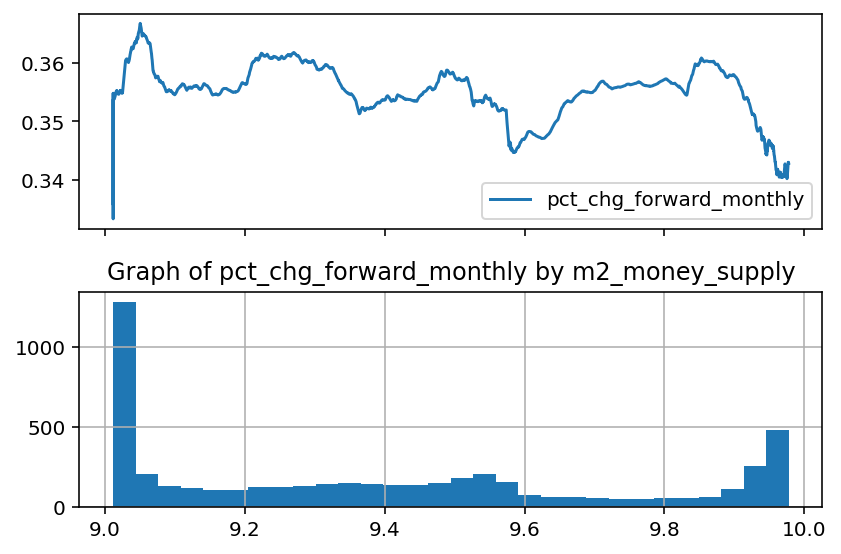 0.36
0.35
0.34
pct_chg_forward_monthly
Graph of pct_chg_forward_monthly by m2_money_supply
1000
500
0
9.0 9.2 9.4 9.6 9.8 10.0